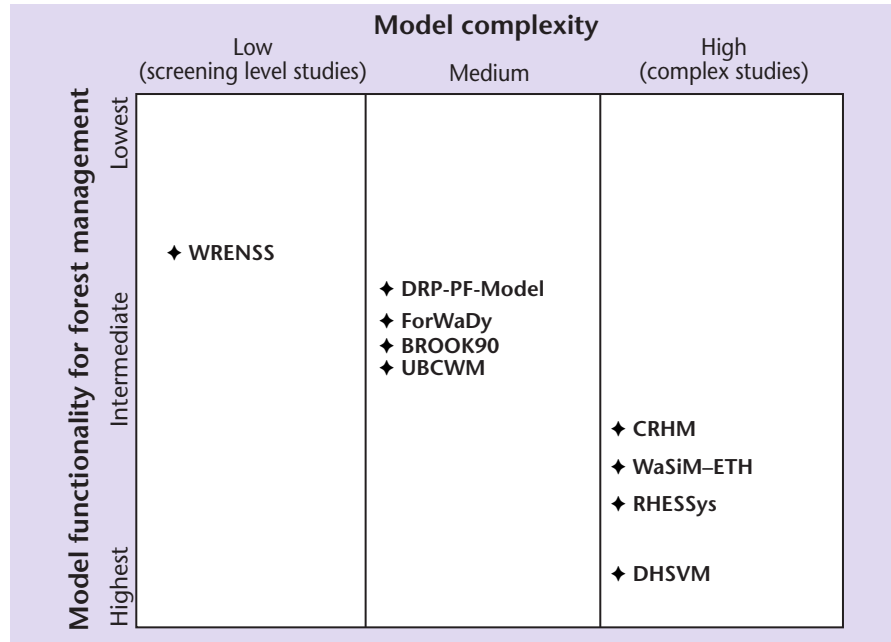 Model complexity
Low
(screening level studies)
Medium
High
(complex studies)
Model functionality for forest management
Lowest
Intermediate
Highest
✦ WRENSS
✦ DRP-PF-Model
✦ ForWaDy
✦ BROOK90
✦ UBCWM
✦ CRHM
✦ WaSiM–ETH
✦ RHESSys
✦ DHSVM